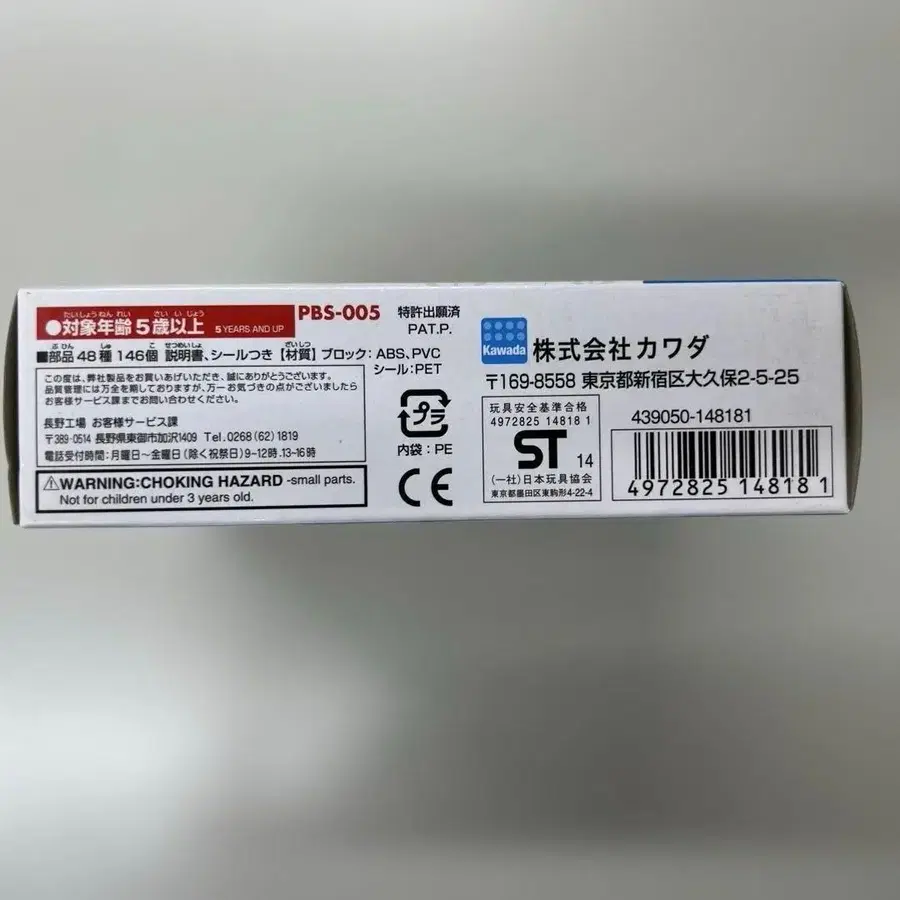 たいしょうねんれい さい いじょう
●対象年齢5歳以上 5 YEARS AND UP
PBS-005
特許出願済
PAT.P.
ぶひん しゅ こ せつめいしょ ざいしつ
■部品48種146個 説明書、シールつき【材質】ブロック:ABS、PVC
シール:PET
この度は、弊社製品をお買いあげいただき、誠にありがとうございます。
品質管理には万全を期しておりますが、万一お気づきの点がございましたら
お客様サービス課までお問い合わせください。
長野工場 お客様サービス課
〒389-0514 長野県東御市加沢1409 Tel.0268(62)1819
電話受付時間:月曜日〜金曜日(除く祝祭日)9〜12時、13〜16時
⚠WARNING:CHOKING HAZARD -small parts.
Not for children under 3 years old.
プラ
内袋:PE
CE
Kawada
株式会社カワダ
〒169-8558 東京都新宿区大久保2-5-25
玩具安全基準合格
4972825 14818 1
ST 14
(一社)日本玩具協会
東京都墨田区東駒形4-22-4
439050-148181
4972825 148181